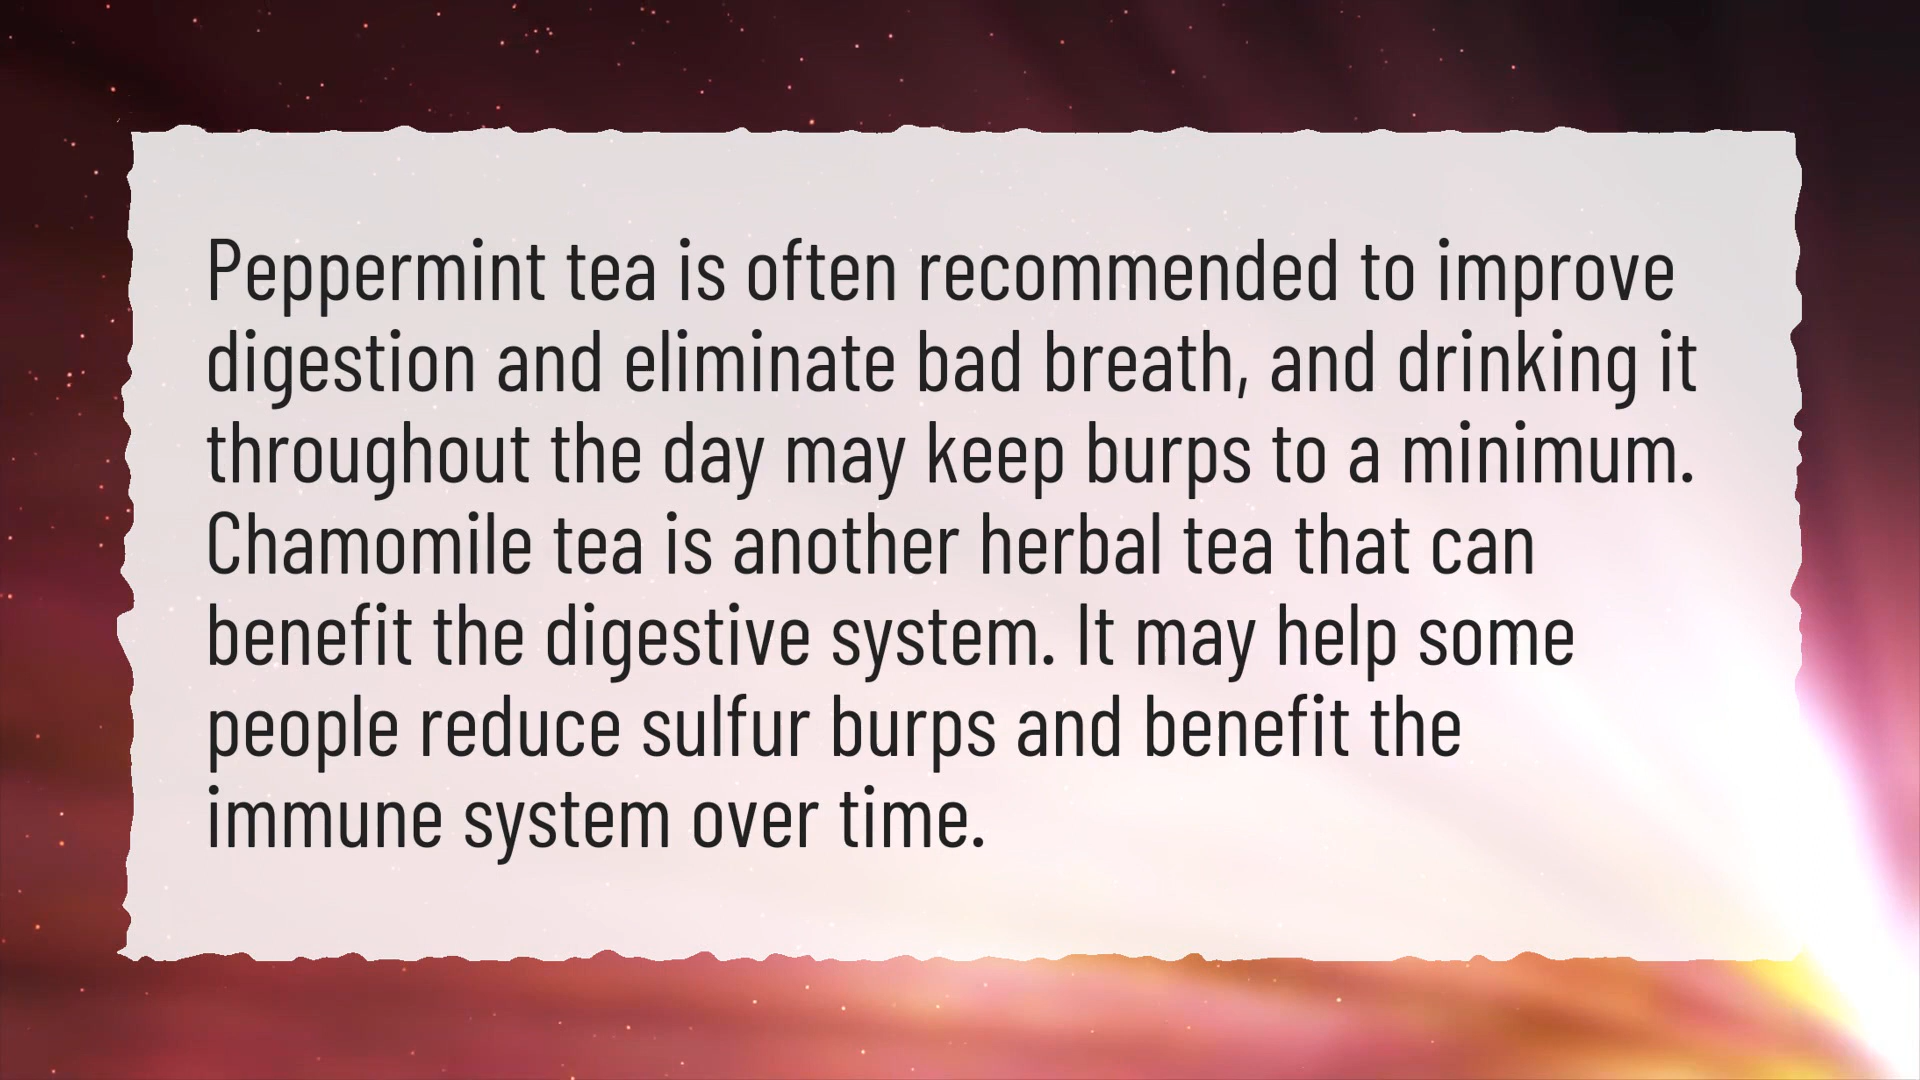 Peppermint tea is often recommended to improve
digestion and eliminate bad breath, and drinking it
throughout the day may keep burps to a minimum.
Chamomile tea is another herbal tea that can
benefit the digestive system. It may help some
people reduce sulfur burps and benefit the
immune system over time.